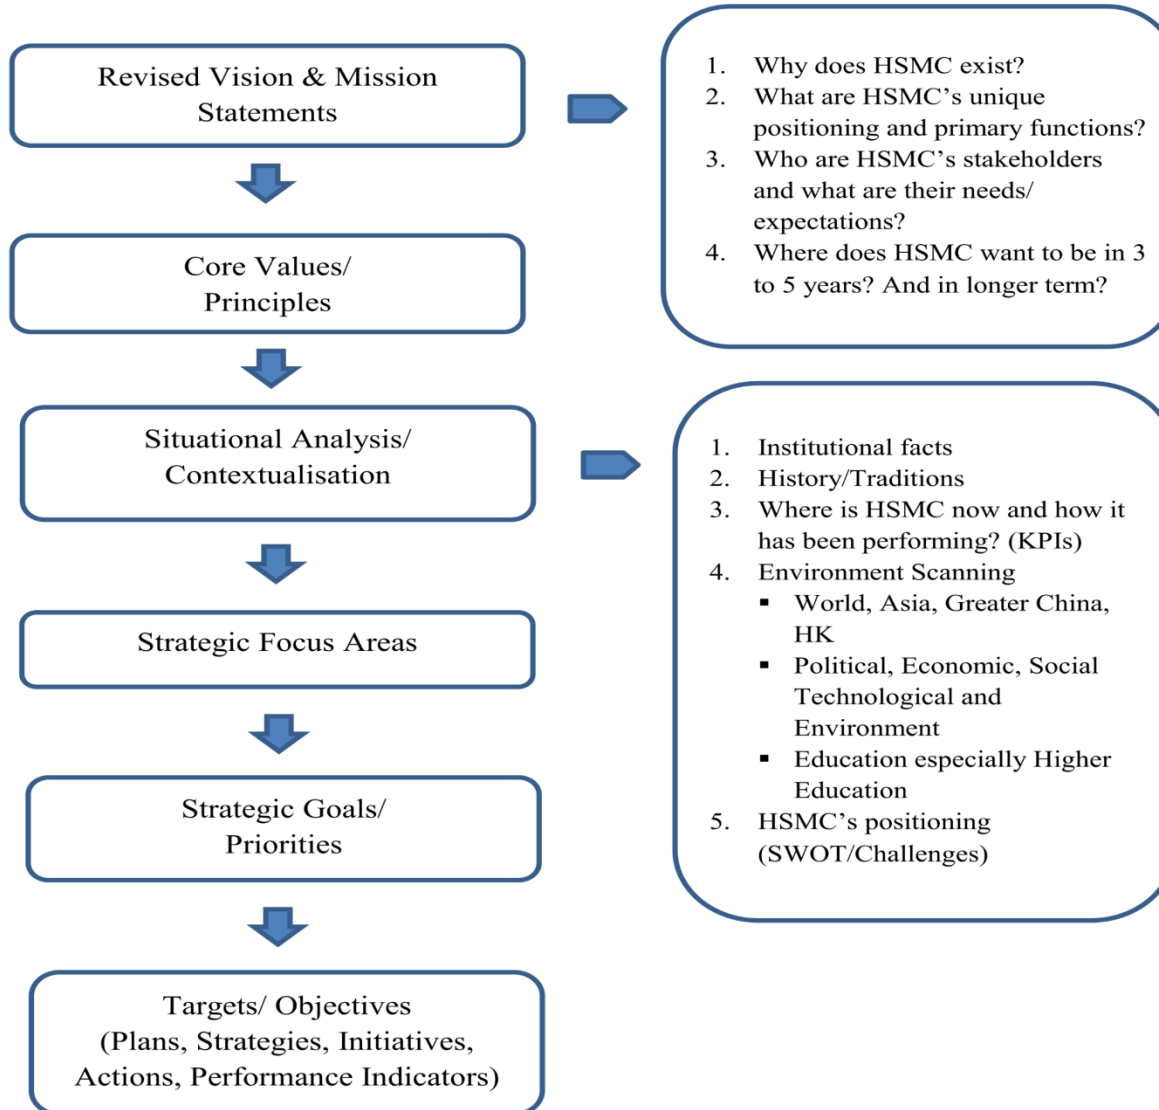 Revised Vision & Mission
Statements
1. Why does HSMC exist?
2. What are HSMC’s unique
positioning and primary functions?
3. Who are HSMC’s stakeholders
and what are their needs/
expectations?
4. Where does HSMC want to be in 3
to 5 years? And in longer term?
Core Values/
Principles
Situational Analysis/
Contextualisation
1. Institutional facts
2. History/Traditions
3. Where is HSMC now and how it
has been performing? (KPIs)
4. Environment Scanning
▪ World, Asia, Greater China,
HK
▪ Political, Economic, Social
Technological and
Environment
▪ Education especially Higher
Education
5. HSMC’s positioning
(SWOT/Challenges)
Strategic Focus Areas
Strategic Goals/
Priorities
Targets/ Objectives
(Plans, Strategies, Initiatives,
Actions, Performance Indicators)